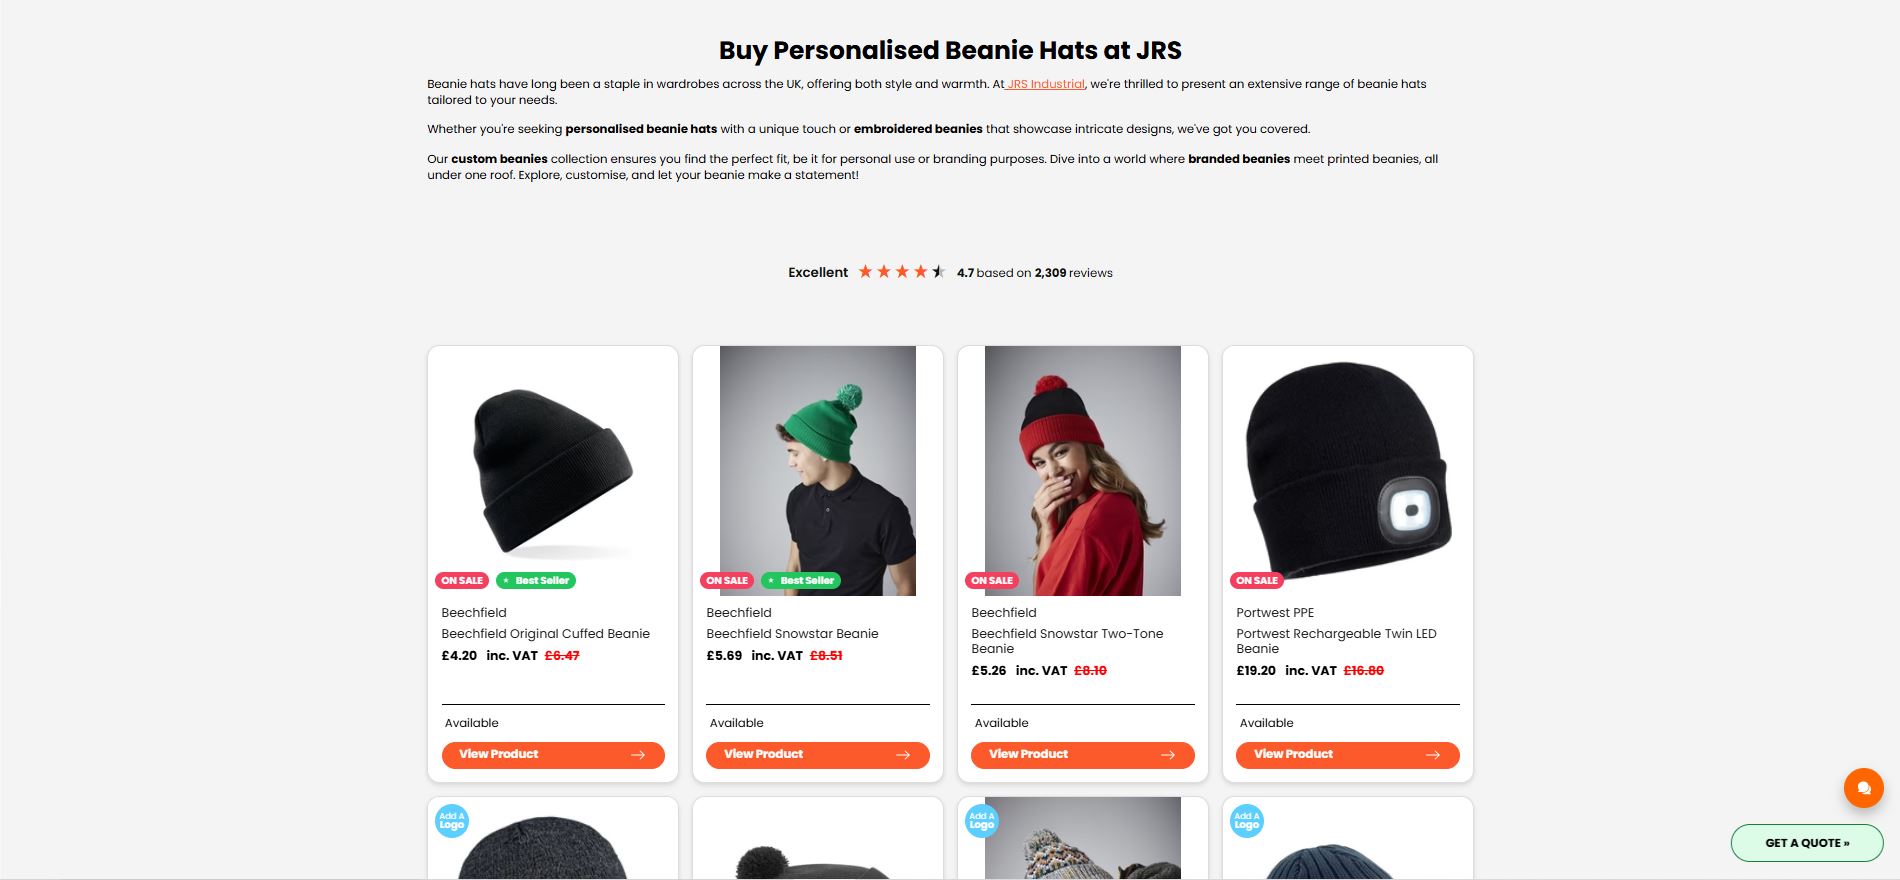 Buy Personalised Beanie Hats at JRS
Beanie hats have long been a staple in wardrobes across the UK, offering both style and warmth. At JRS Industrial, we're thrilled to present an extensive range of beanie hats
tailored to your needs.
Whether you're seeking personalised beanie hats with a unique touch or embroidered beanies that showcase intricate designs, we've got you covered.
Our custom beanies collection ensures you find the perfect fit, be it for personal use or branding purposes. Dive into a world where branded beanies meet printed beanies, all
under one roof. Explore, customise, and let your beanie make a statement!
Excellent 4.7 based on 2,309 reviews
ON SALE
Best Seller
Beechfield
Beechfield Original Cuffed Beanie
£4.20 inc. VAT £6.47
Available
View Product
ON SALE
Best Seller
Beechfield
Beechfield Snowstar Beanie
£5.69 inc. VAT £8.51
Available
View Product
ON SALE
Beechfield
Beechfield Snowstar Two-Tone
Beanie
£5.26 inc. VAT £8.10
Available
View Product
ON SALE
Portwest PPE
Portwest Rechargeable Twin LED
Beanie
£19.20 inc. VAT £16.80
Available
View Product
Add A
Logo
Add A
Logo
Add A
Logo
GET A QUOTE »